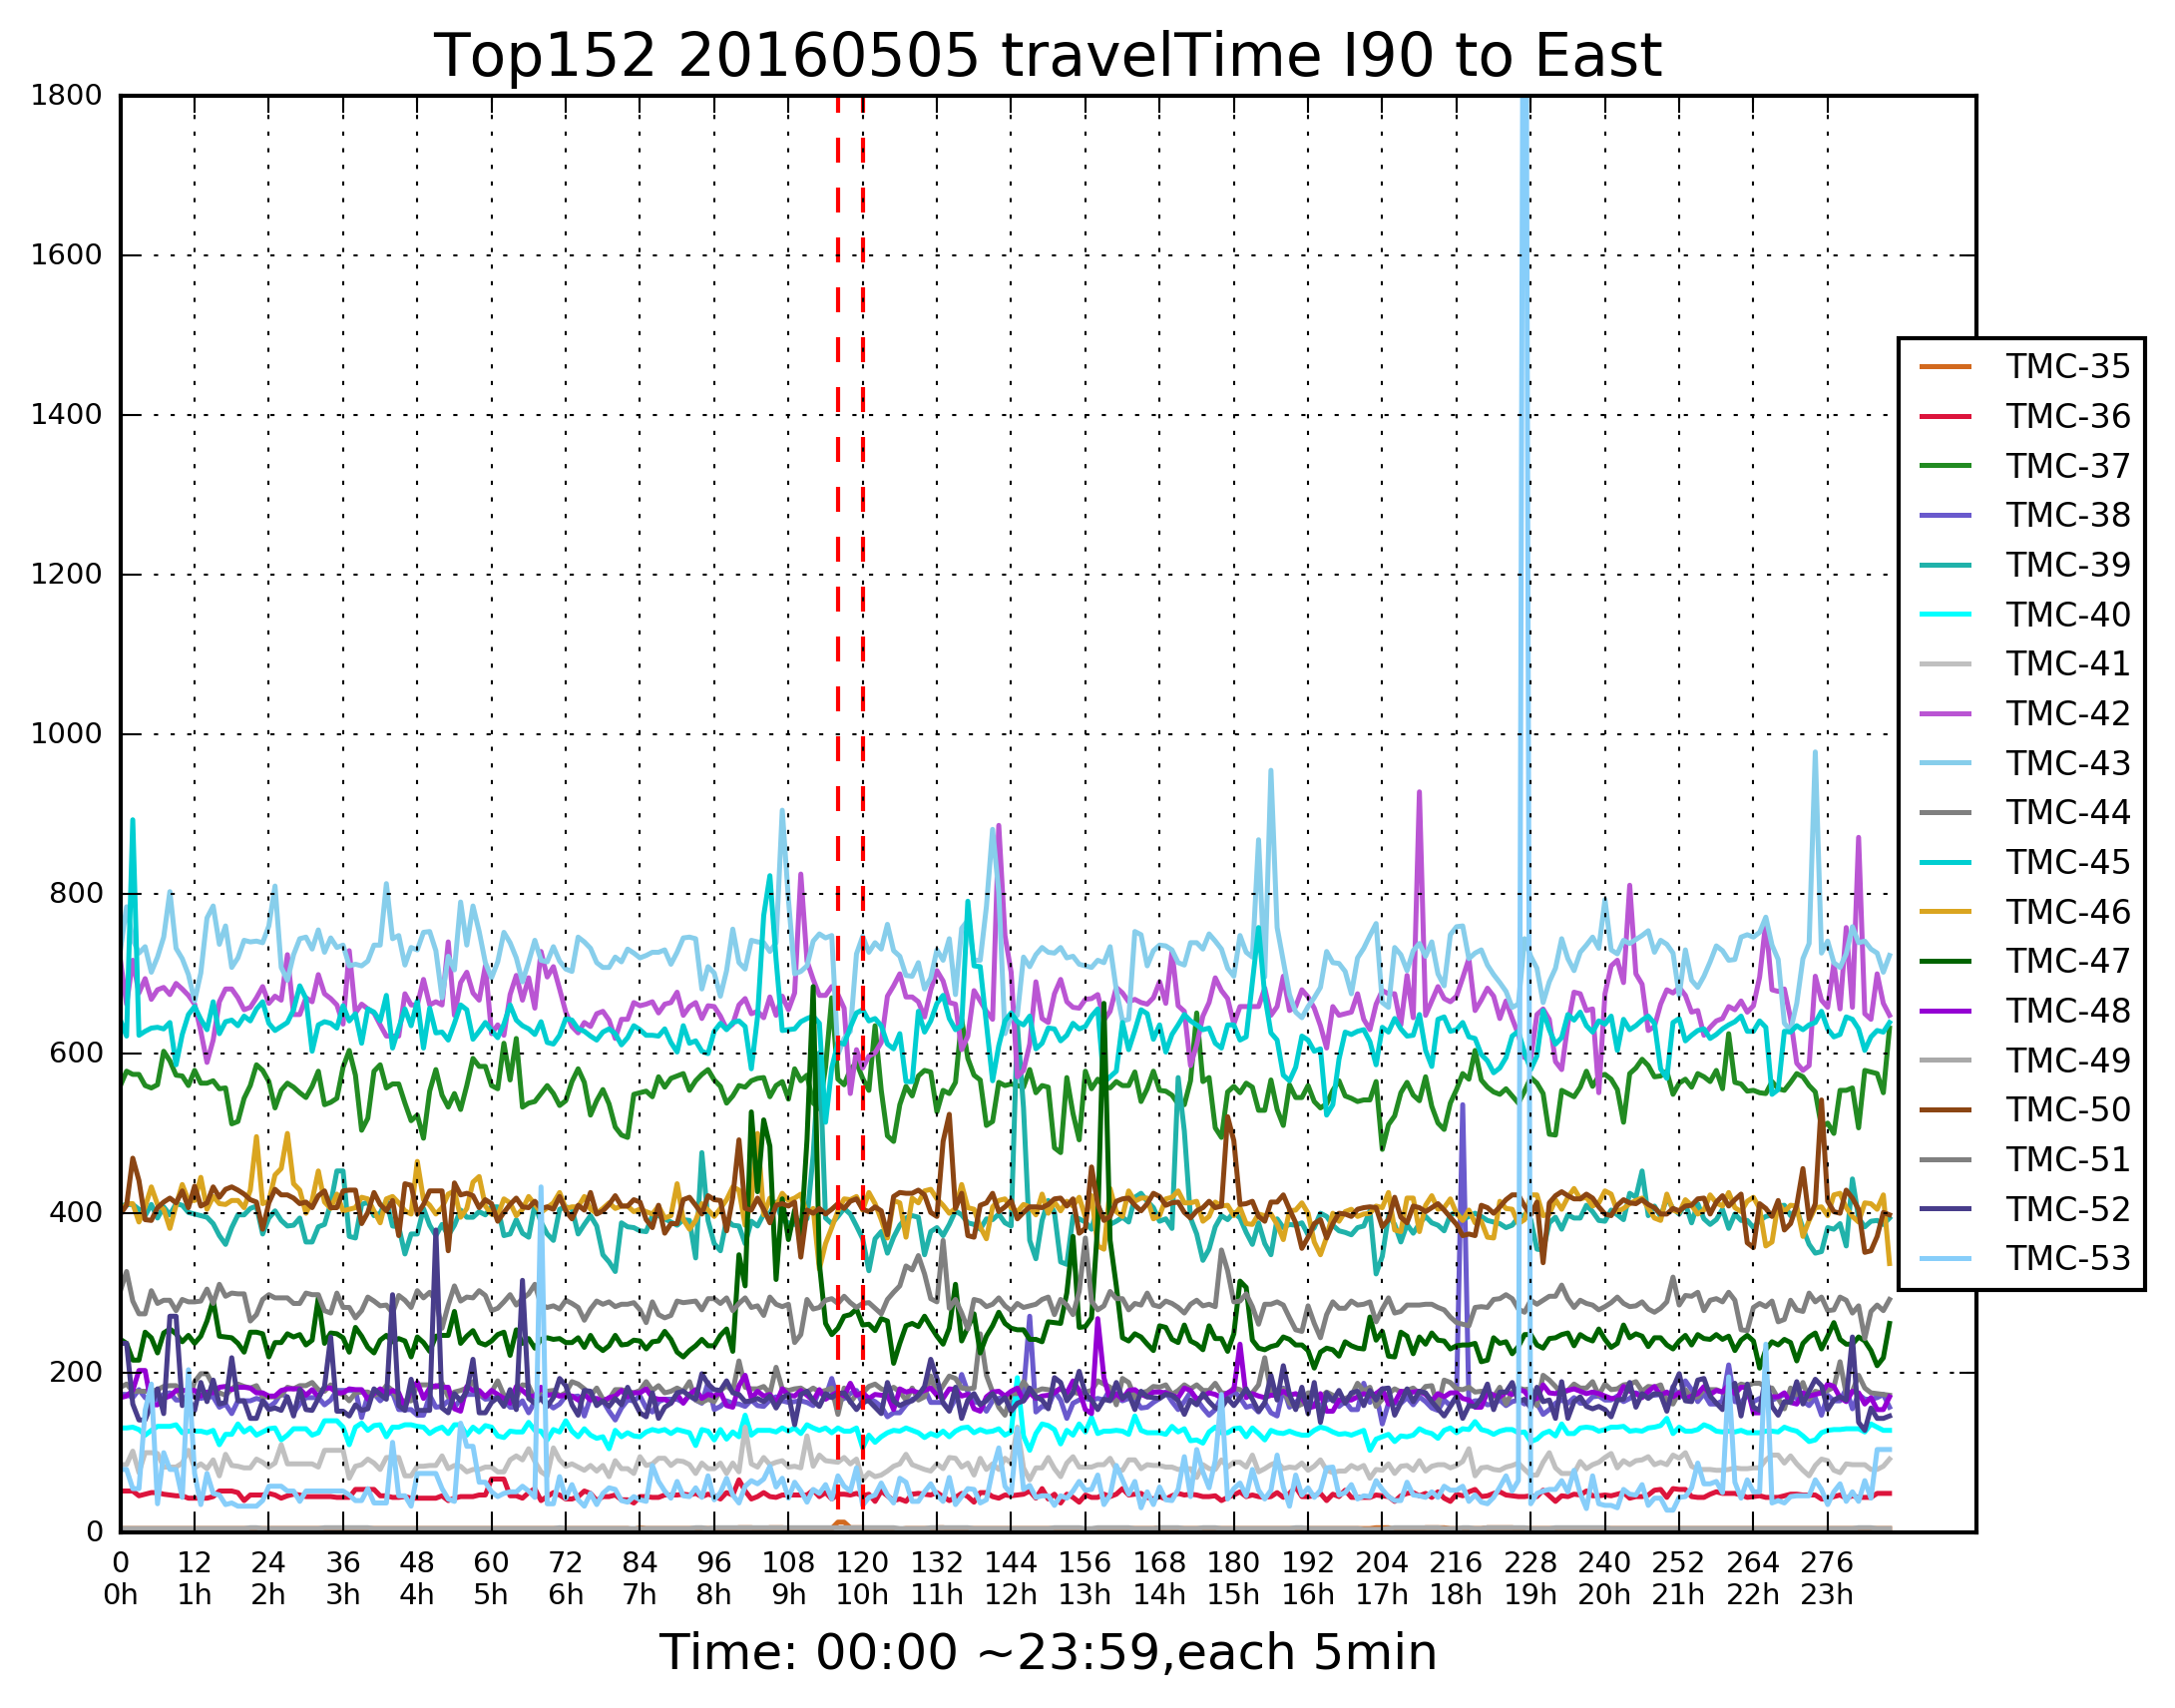 Top152 20160505 travelTime I90 to East
1800
1600
1400
1200
1000
800
600
400
200
0
TMC-35
TMC-36
TMC-37
TMC-38
TMC-39
TMC-40
TMC-41
TMC-42
TMC-43
TMC-44
TMC-45
TMC-46
TMC-47
TMC-48
TMC-49
TMC-50
TMC-51
TMC-52
TMC-53
0 12 24 36 48 60 72 84 96 108 120 132 144 156 168 180 192 204 216 228 240 252 264 276
0h 1h 2h 3h 4h 5h 6h 7h 8h 9h 10h 11h 12h 13h 14h 15h 16h 17h 18h 19h 20h 21h 22h 23h
Time: 00:00 ~23:59,each 5min